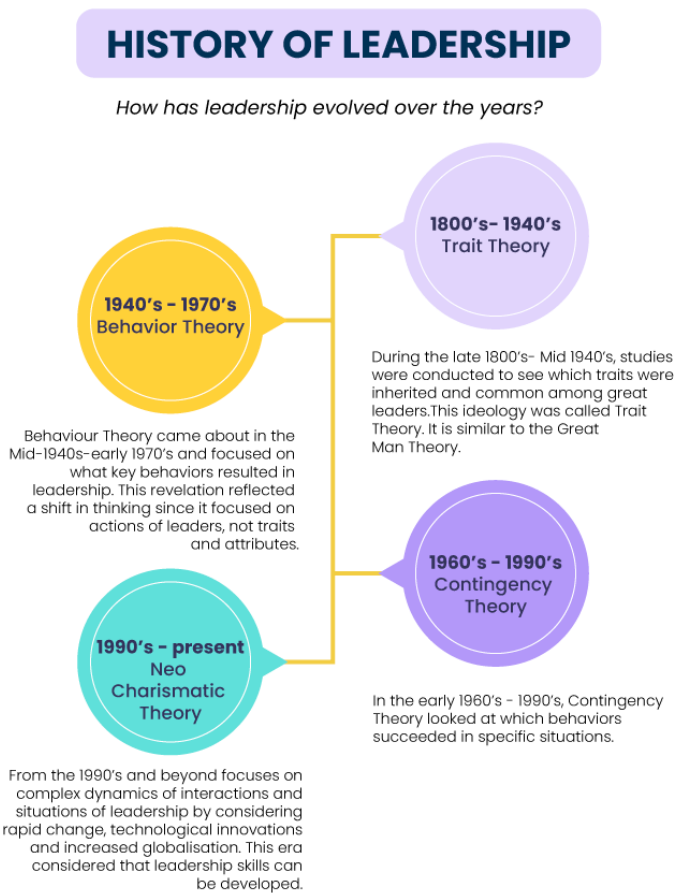 HISTORY OF LEADERSHIP
How has leadership evolved over the years?
1800's- 1940's
Trait Theory
During the late 1800's- Mid 1940's, studies
were conducted to see which traits were
inherited and common among great
leaders.This ideology was called Trait
Theory. It is similar to the Great
Man Theory.
1940's - 1970's
Behavior Theory
Behaviour Theory came about in the
Mid-1940s-early 1970's and focused on
what key behaviors resulted in
leadership. This revelation reflected
a shift in thinking since it focused on
actions of leaders, not traits
and attributes.
1960's - 1990's
Contingency
Theory
In the early 1960's - 1990's, Contingency
Theory looked at which behaviors
succeeded in specific situations.
1990's - present
Neo
Charismatic
Theory
From the 1990's and beyond focuses on
complex dynamics of interactions and
situations of leadership by considering
rapid change, technological innovations
and increased globalisation. This era
considered that leadership skills can
be developed.